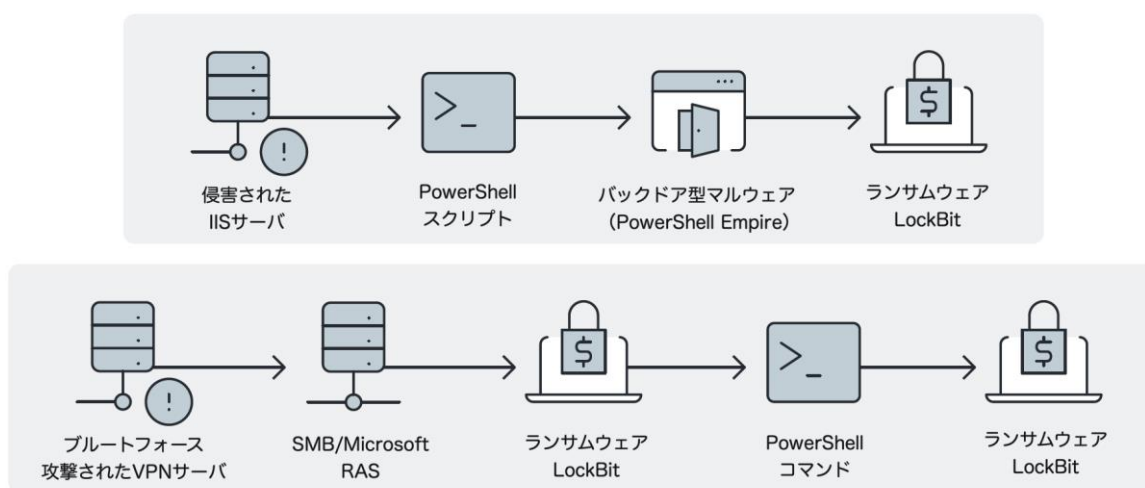 侵害された
IISサーバ
PowerShell
スクリプト
バックドア型マルウェア
（PowerShell Empire）
ランサムウェア
LockBit
ブルートフォース
攻撃されたVPNサーバ
SMB/Microsoft
RAS
ランサムウェア
LockBit
PowerShell
コマンド
ランサムウェア
LockBit